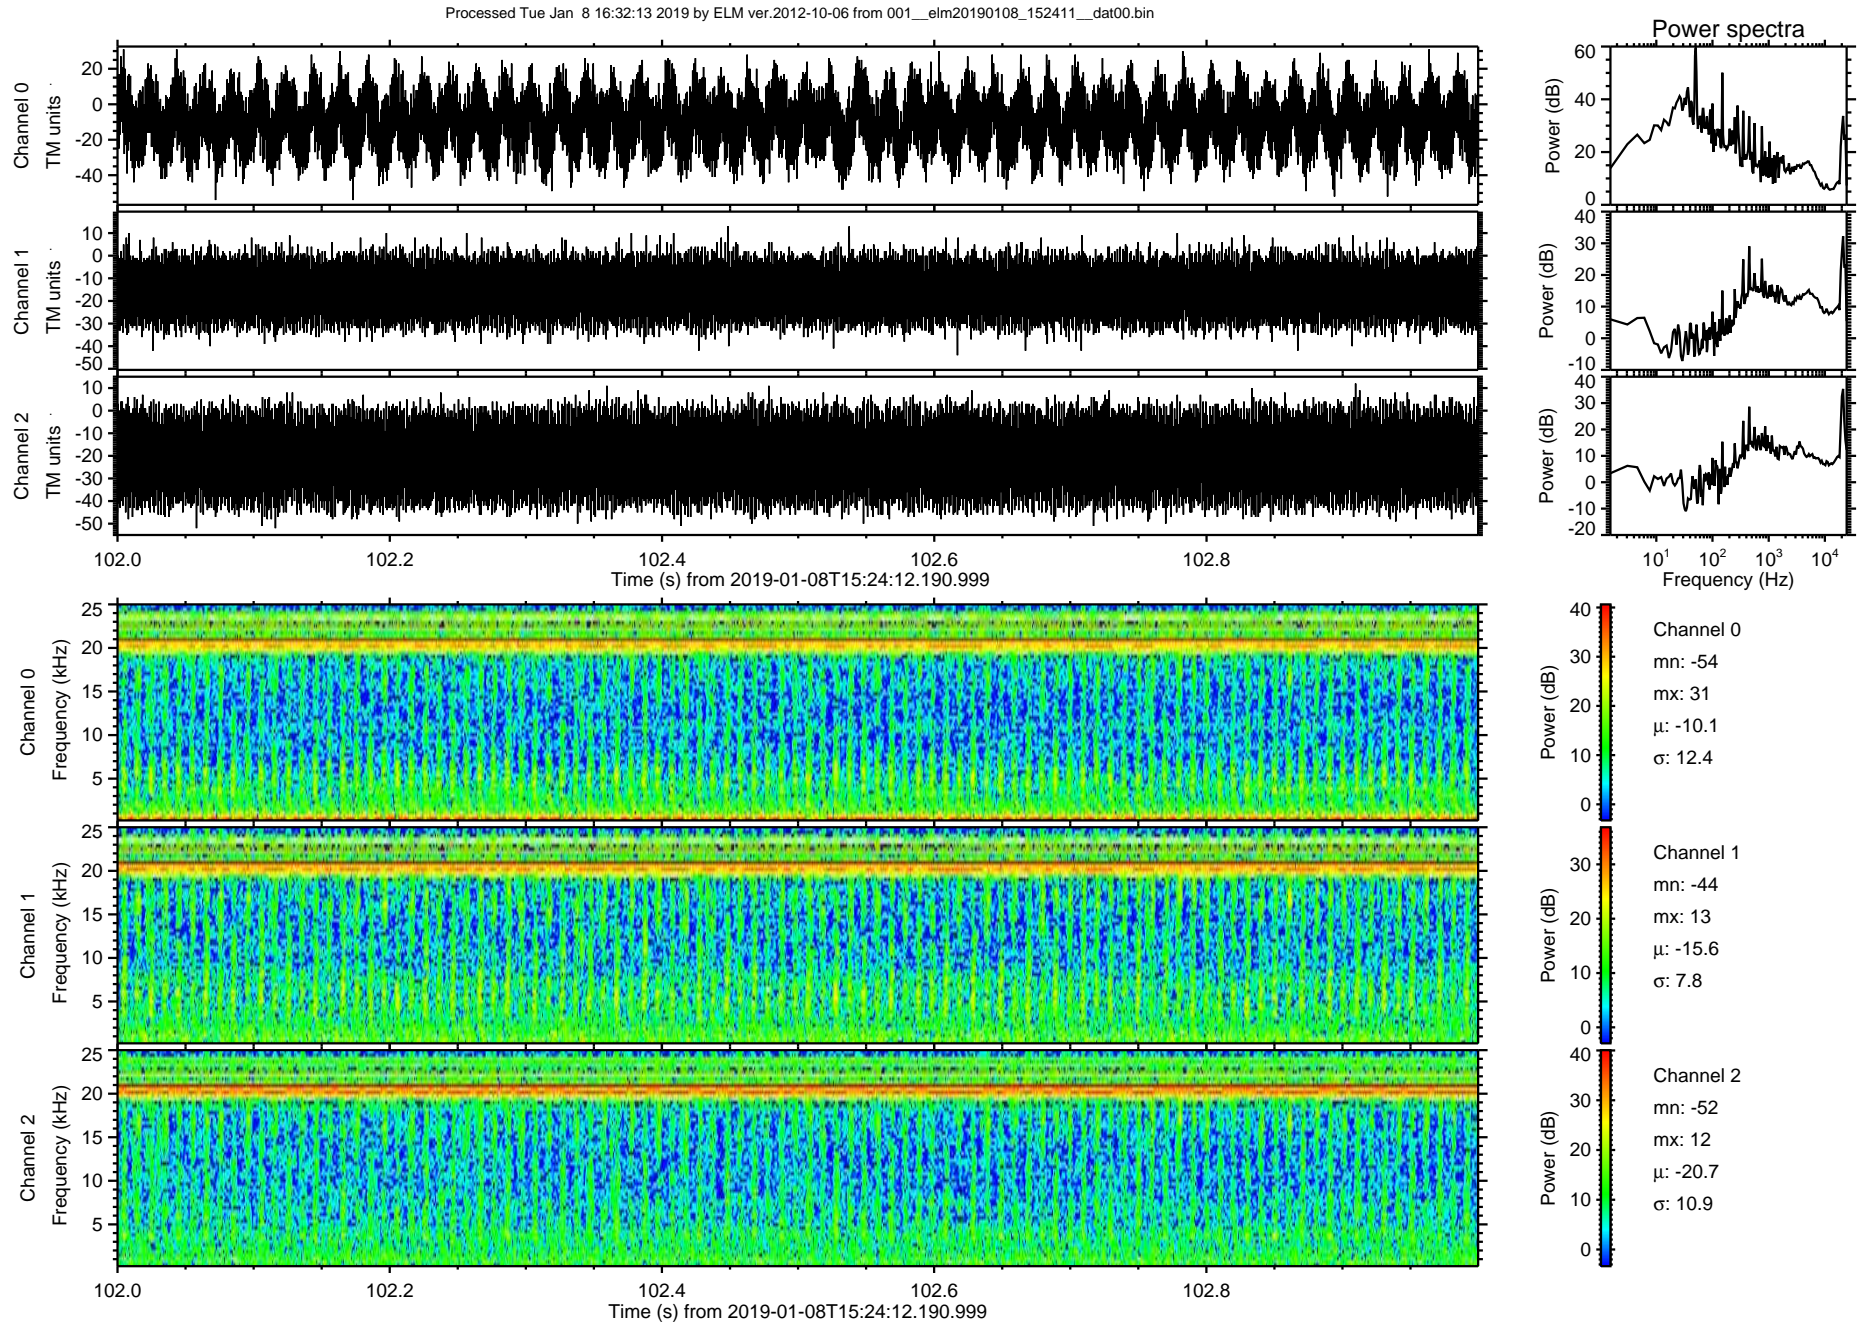 Processed Tue Jan  8 16:32:13 2019 by ELM ver.2012-10-06 from 001__elm20190108_152411__dat00.bin
Power spectra
Channel 0
TM units
20
0
-20
-40
Power (dB)
60
40
20
0
Channel 1
TM units
10
0
-10
-20
-30
-40
-50
Power (dB)
40
30
20
10
0
-10
Channel 2
TM units
10
0
-10
-20
-30
-40
-50
Power (dB)
40
30
20
10
0
-10
-20
102.0 102.2 102.4 102.6 102.8
Time (s) from 2019-01-08T15:24:12.190.999
10^1 10^2 10^3 10^4
Frequency (Hz)
Channel 0
Frequency (kHz)
25
20
15
10
5
Power (dB)
40
30
20
10
0
Channel 0
mn: -54
mx: 31
μ: -10.1
σ: 12.4
Channel 1
Frequency (kHz)
25
20
15
10
5
Power (dB)
30
20
10
0
Channel 1
mn: -44
mx: 13
μ: -15.6
σ: 7.8
Channel 2
Frequency (kHz)
25
20
15
10
5
Power (dB)
40
30
20
10
0
Channel 2
mn: -52
mx: 12
μ: -20.7
σ: 10.9
102.0 102.2 102.4 102.6 102.8
Time (s) from 2019-01-08T15:24:12.190.999